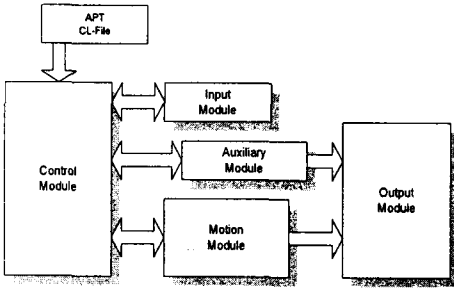 APT
CL-File
Input
Module
Auxiliary
Module
Control
Module
Output
Module
Motion
Module